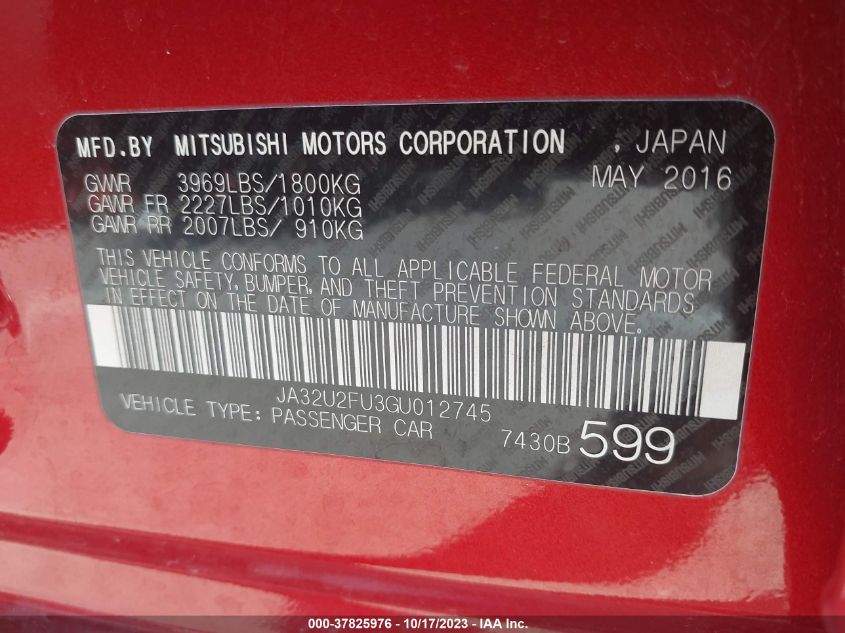 MFD.BY MITSUBISHI MOTORS CORPORATION , JAPAN
GVWR 3969LBS/1800KG MAY 2016
GAWR FR 2227LBS/1010KG
GAWR RR 2007LBS/ 910KG
THIS VEHICLE CONFORMS TO ALL APPLICABLE FEDERAL MOTOR
VEHICLE SAFETY, BUMPER, AND THEFT PREVENTION STANDARDS
IN EFFECT ON THE DATE OF MANUFACTURE SHOWN ABOVE.
JA32U2FU3GU012745
VEHICLE TYPE: PASSENGER CAR 7430B 599
000-37825976 - 10/17/2023 - IAA Inc.